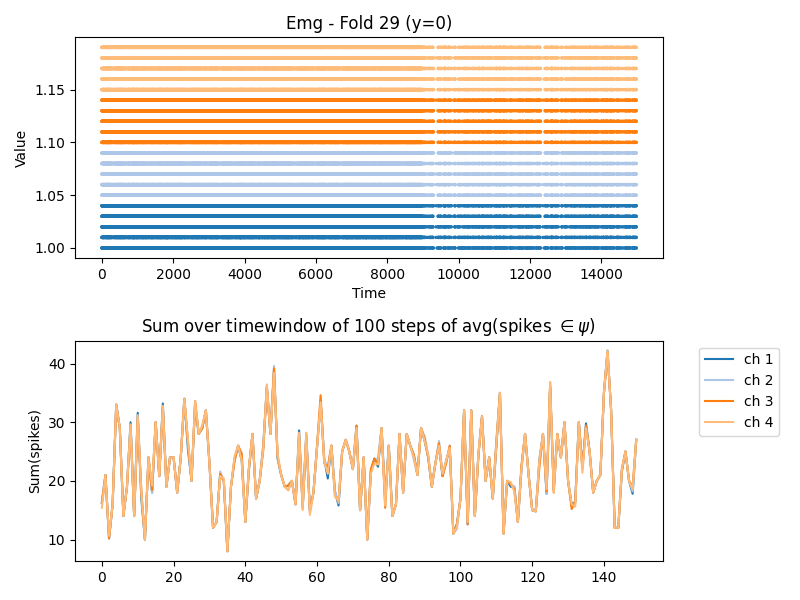 Emg - Fold 29 (y=0)
Value
1.15
1.10
1.05
1.00
0 2000 4000 6000 8000 10000 12000 14000
Time
Sum over timewindow of 100 steps of avg(spikes ∈ ψ)
Sum(spikes)
40
30
20
10
0 20 40 60 80 100 120 140
ch 1
ch 2
ch 3
ch 4